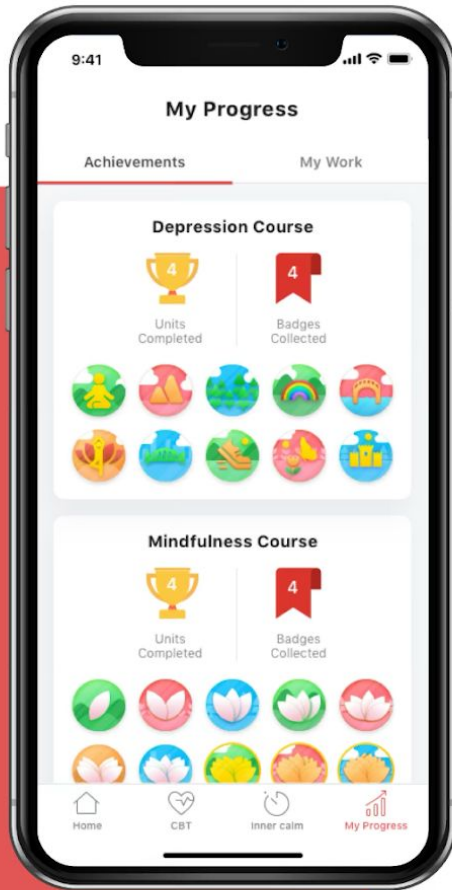 9:41
My Progress
Achievements
My Work
Depression Course
4
4
Units
Completed
Badges
Collected
Mindfulness Course
4
4
Units
Completed
Badges
Collected
Home
CBT
Inner calm
My Progress